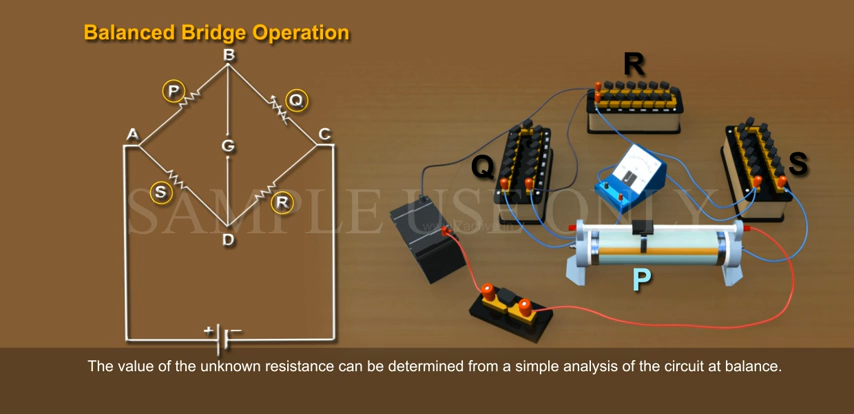 Balanced Bridge Operation
B
P
Q
A
C
G
S
R
D
+ −
R
Q
S
P
SAMPLE USE ONLY
The value of the unknown resistance can be determined from a simple analysis of the circuit at balance.